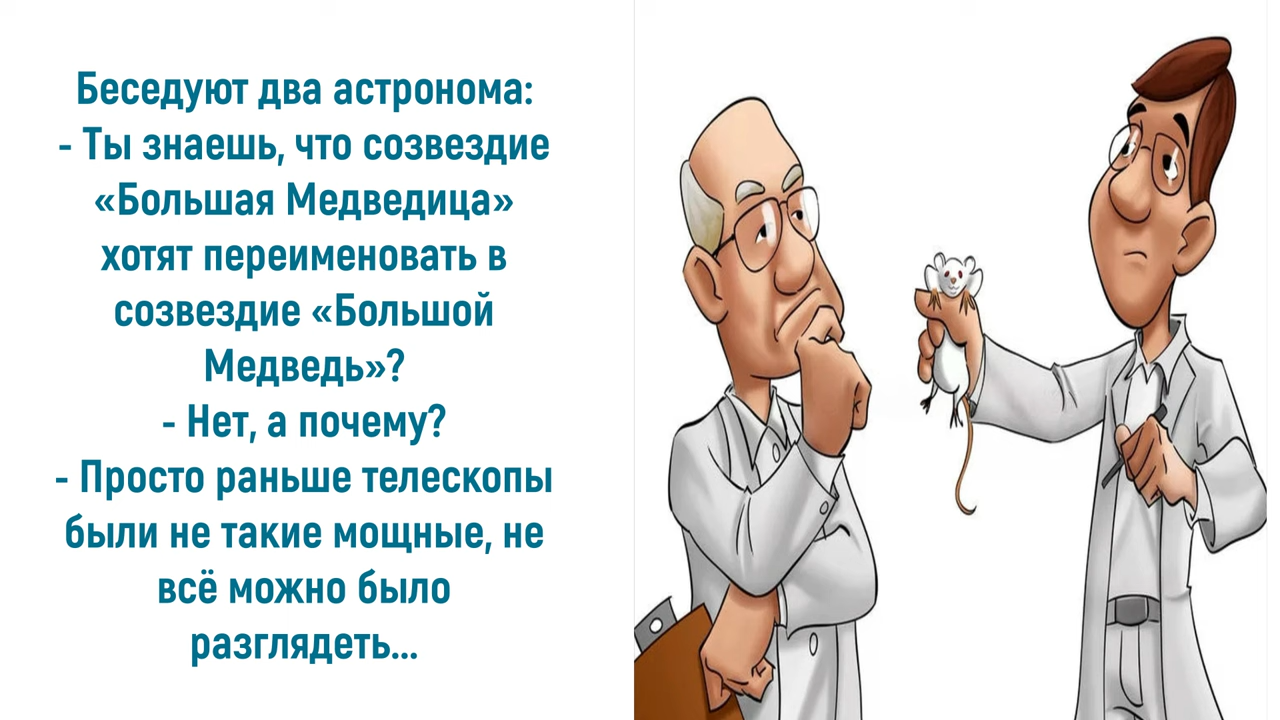 Беседуют два астронома:
- Ты знаешь, что созвездие
«Большая Медведица»
хотят переименовать в
созвездие «Большой
Медведь»?
- Нет, а почему?
- Просто раньше телескопы
были не такие мощные, не
всё можно было
разглядеть...